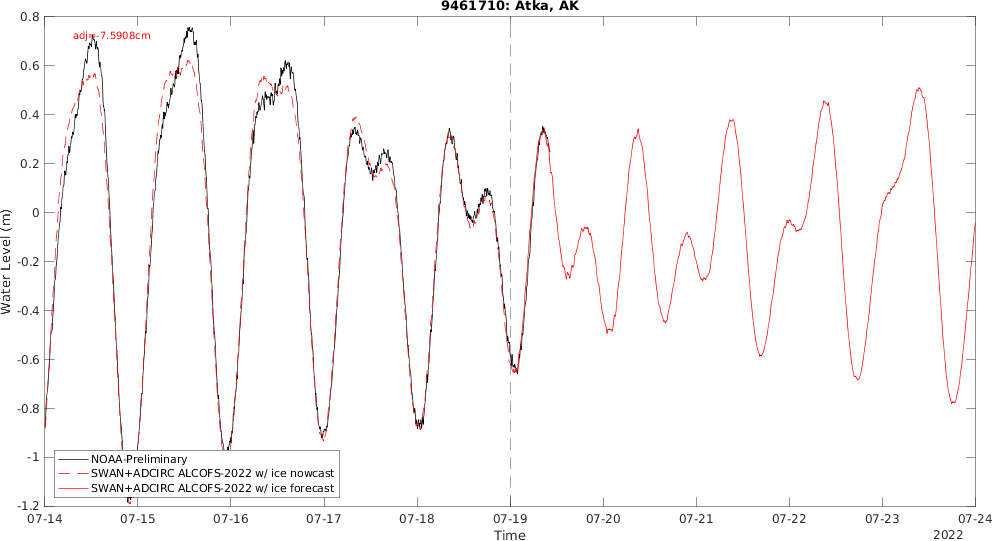 9461710: Atka, AK
adj=-7.5908cm
Water Level (m)
0.8
0.6
0.4
0.2
0
-0.2
-0.4
-0.6
-0.8
-1
-1.2
NOAA-Preliminary
SWAN+ADCIRC ALCOFS-2022 w/ ice nowcast
SWAN+ADCIRC ALCOFS-2022 w/ ice forecast
07-14 07-15 07-16 07-17 07-18 07-19 07-20 07-21 07-22 07-23 07-24
Time
2022